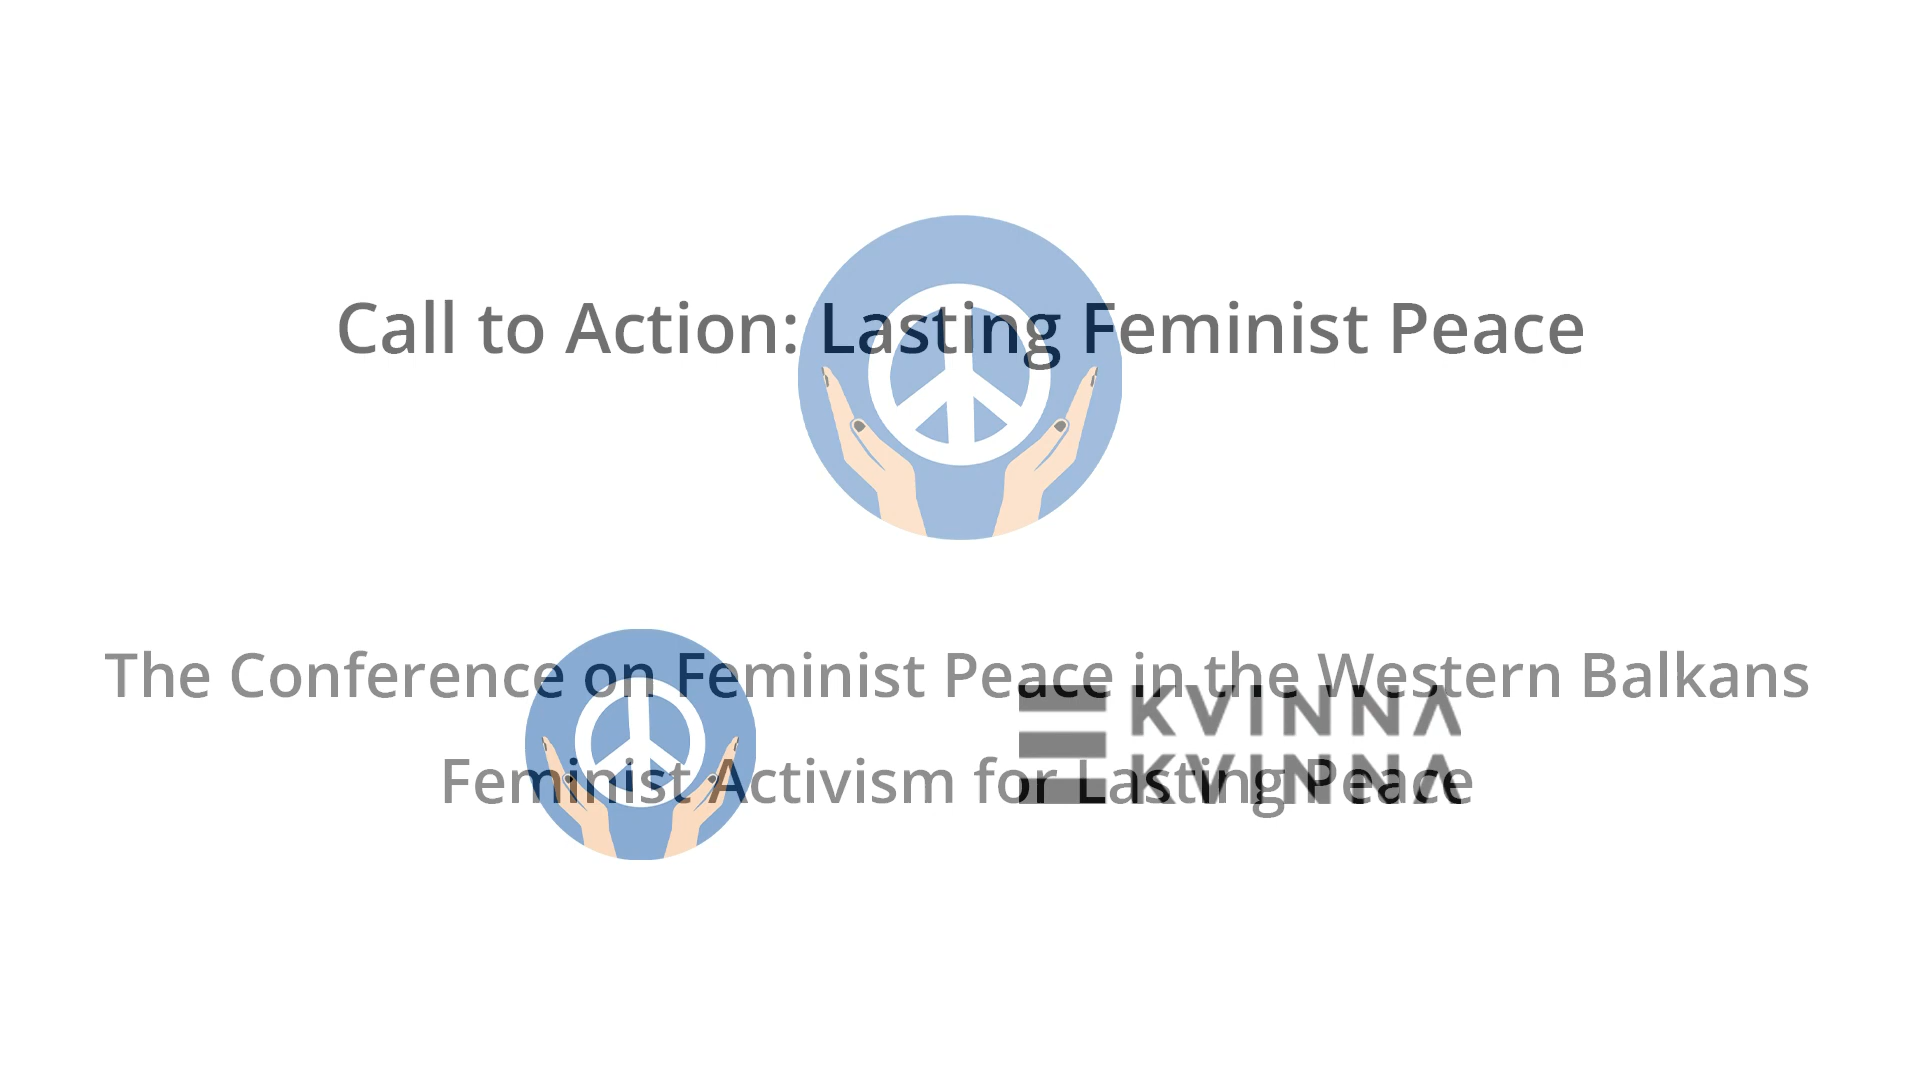 Call to Action: Lasting Feminist Peace
The Conference on Feminist Peace in the Western Balkans
KVINNA
Feminist Activism for Lasting Peace
KVINNA